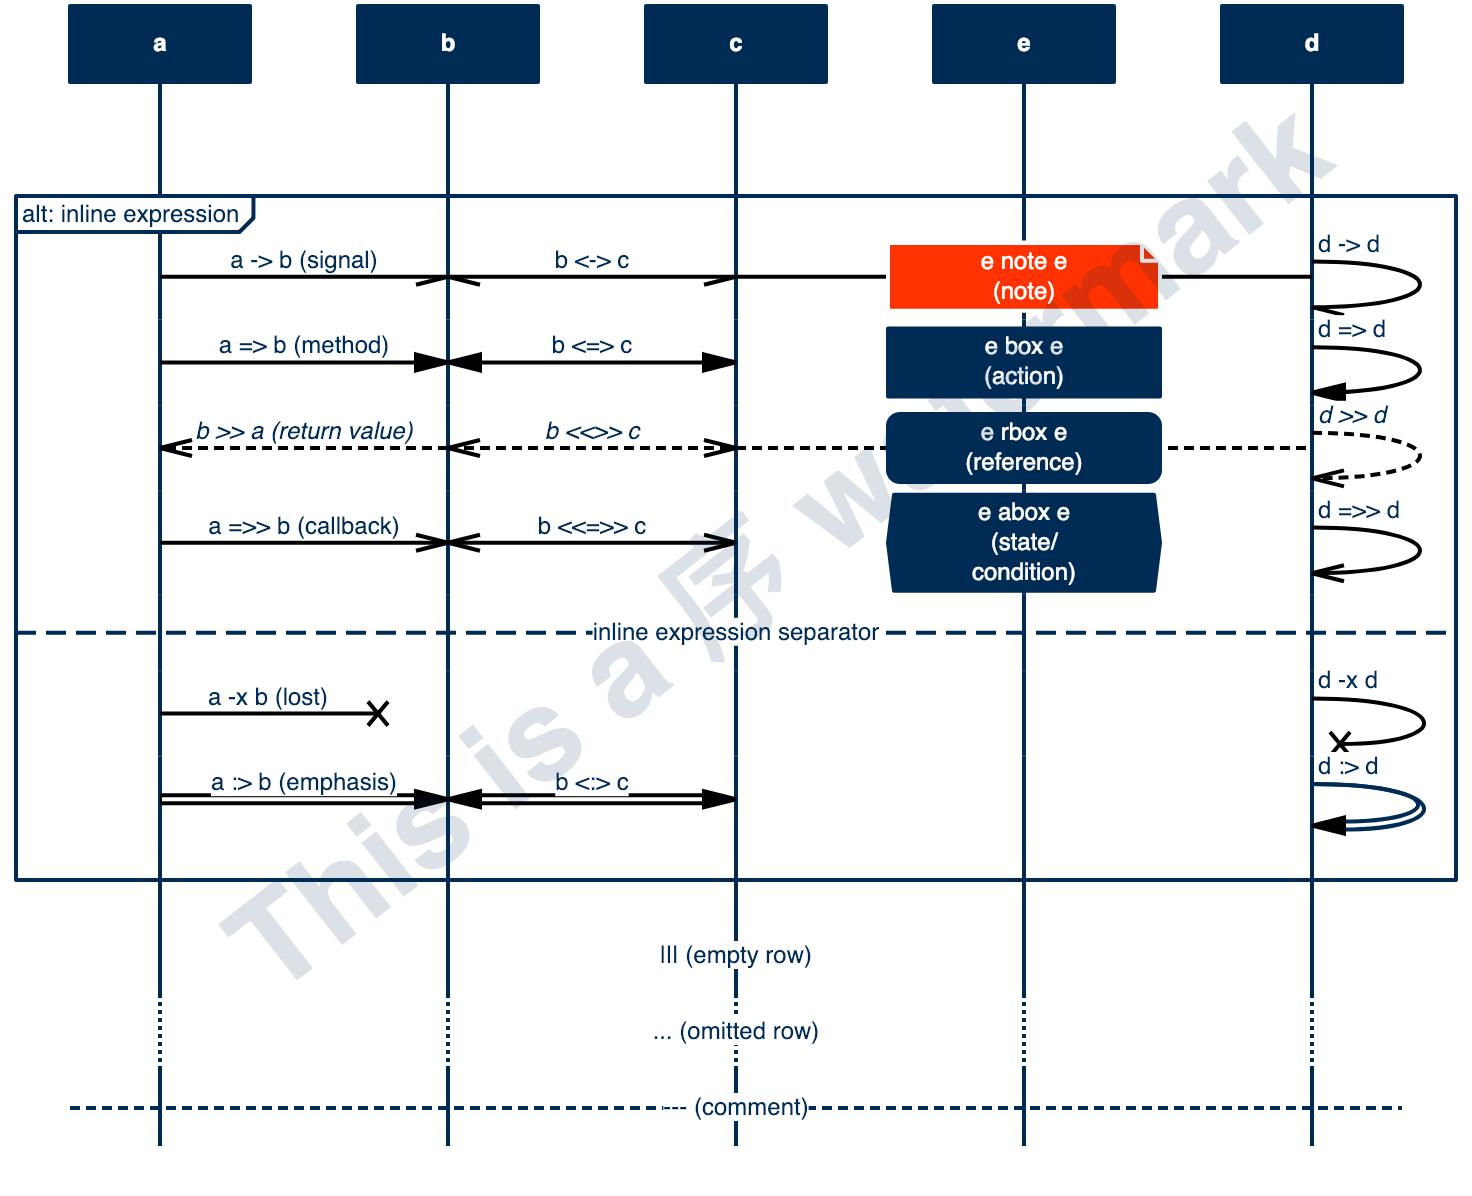 a
b
c
e
d
alt: inline expression
a -> b (signal)
b <-> c
e note e
(note)
d -> d
a => b (method)
b <=> c
e box e
(action)
d => d
b >> a (return value)
b <<>> c
e rbox e
(reference)
d >> d
a =>> b (callback)
b <<=>> c
e abox e
(state/
condition)
d =>> d
inline expression separator
a -x b (lost)
d -x d
a :> b (emphasis)
b <:> c
d :> d
||| (empty row)
... (omitted row)
--- (comment)
This is a 序 watermark